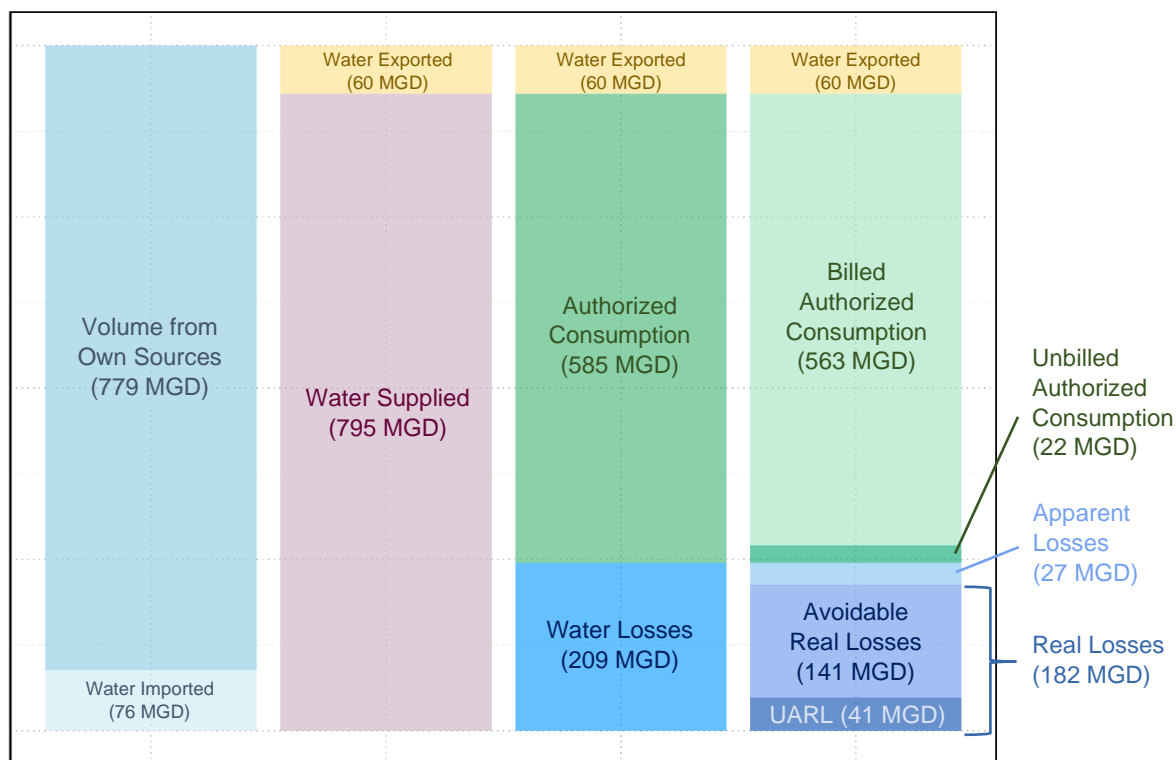 Volume from
Own Sources
(779 MGD)
Water Imported
(76 MGD)
Water Exported
(60 MGD)
Water Supplied
(795 MGD)
Water Exported
(60 MGD)
Authorized
Consumption
(585 MGD)
Water Losses
(209 MGD)
Water Exported
(60 MGD)
Billed
Authorized
Consumption
(563 MGD)
Avoidable
Real Losses
(141 MGD)
UARL (41 MGD)
Unbilled
Authorized
Consumption
(22 MGD)
Apparent
Losses
(27 MGD)
Real Losses
(182 MGD)